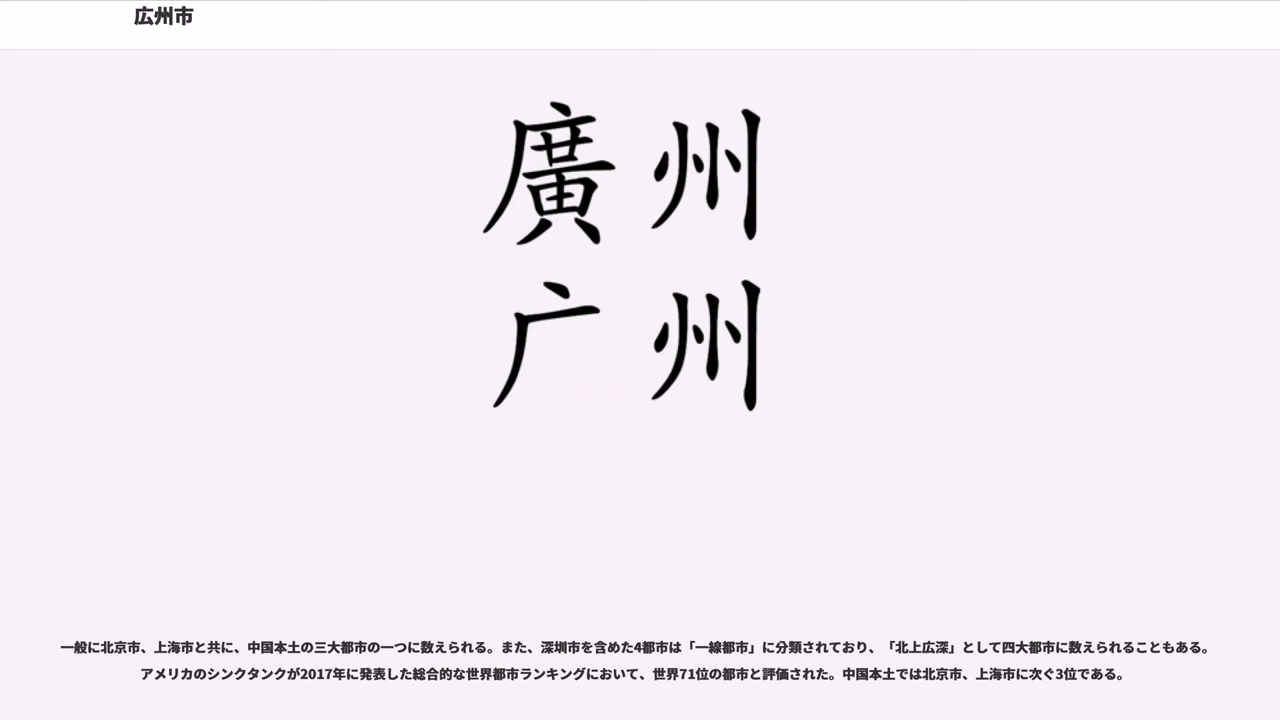 広州市
廣州
广州
一般に北京市、上海市と共に、中国本土の三大都市の一つに数えられる。また、深圳市を含めた4都市は「一線都市」に分類されており、「北上広深」として四大都市に数えられることもある。
アメリカのシンクタンクが2017年に発表した総合的な世界都市ランキングにおいて、世界71位の都市と評価された。中国本土では北京市、上海市に次ぐ3位である。